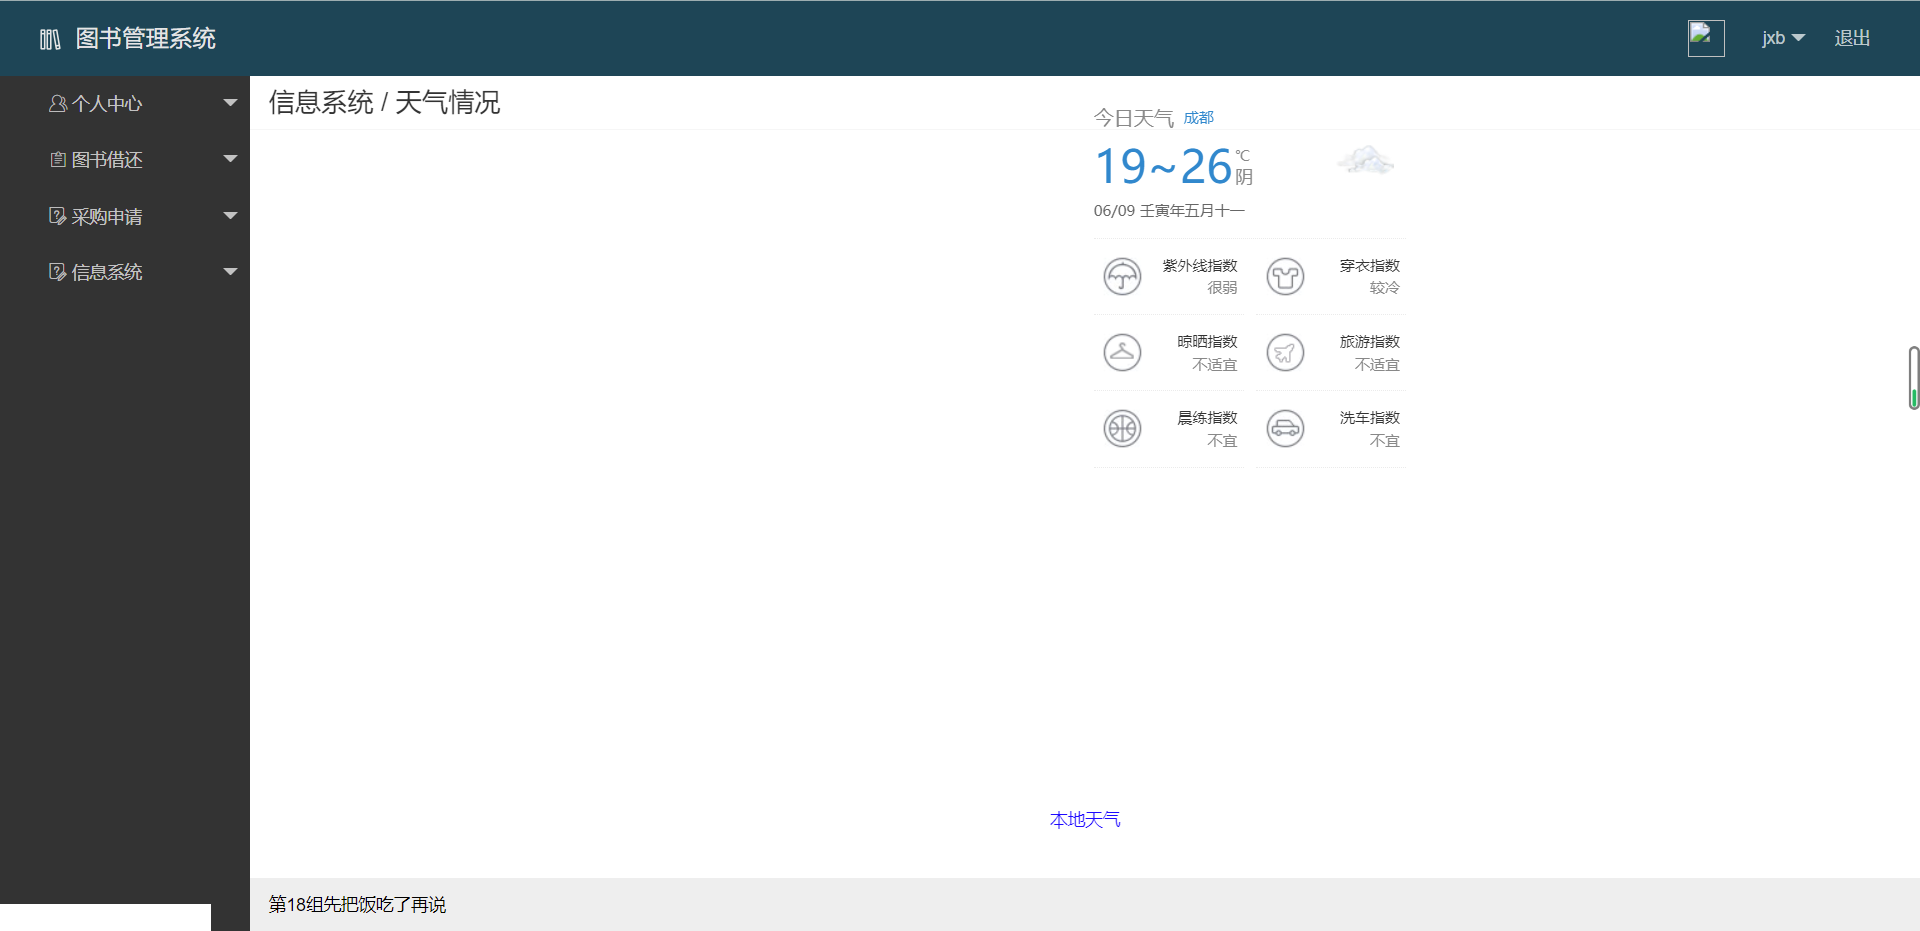 图书管理系统
jxb
退出
个人中心
图书借还
采购申请
信息系统
信息系统 / 天气情况
今日天气 成都
19~26℃
阴
06/09 壬寅年五月十一
紫外线指数
很弱
穿衣指数
较冷
晾晒指数
不适宜
旅游指数
不适宜
晨练指数
不宜
洗车指数
不宜
本地天气
第18组先把饭吃了再说